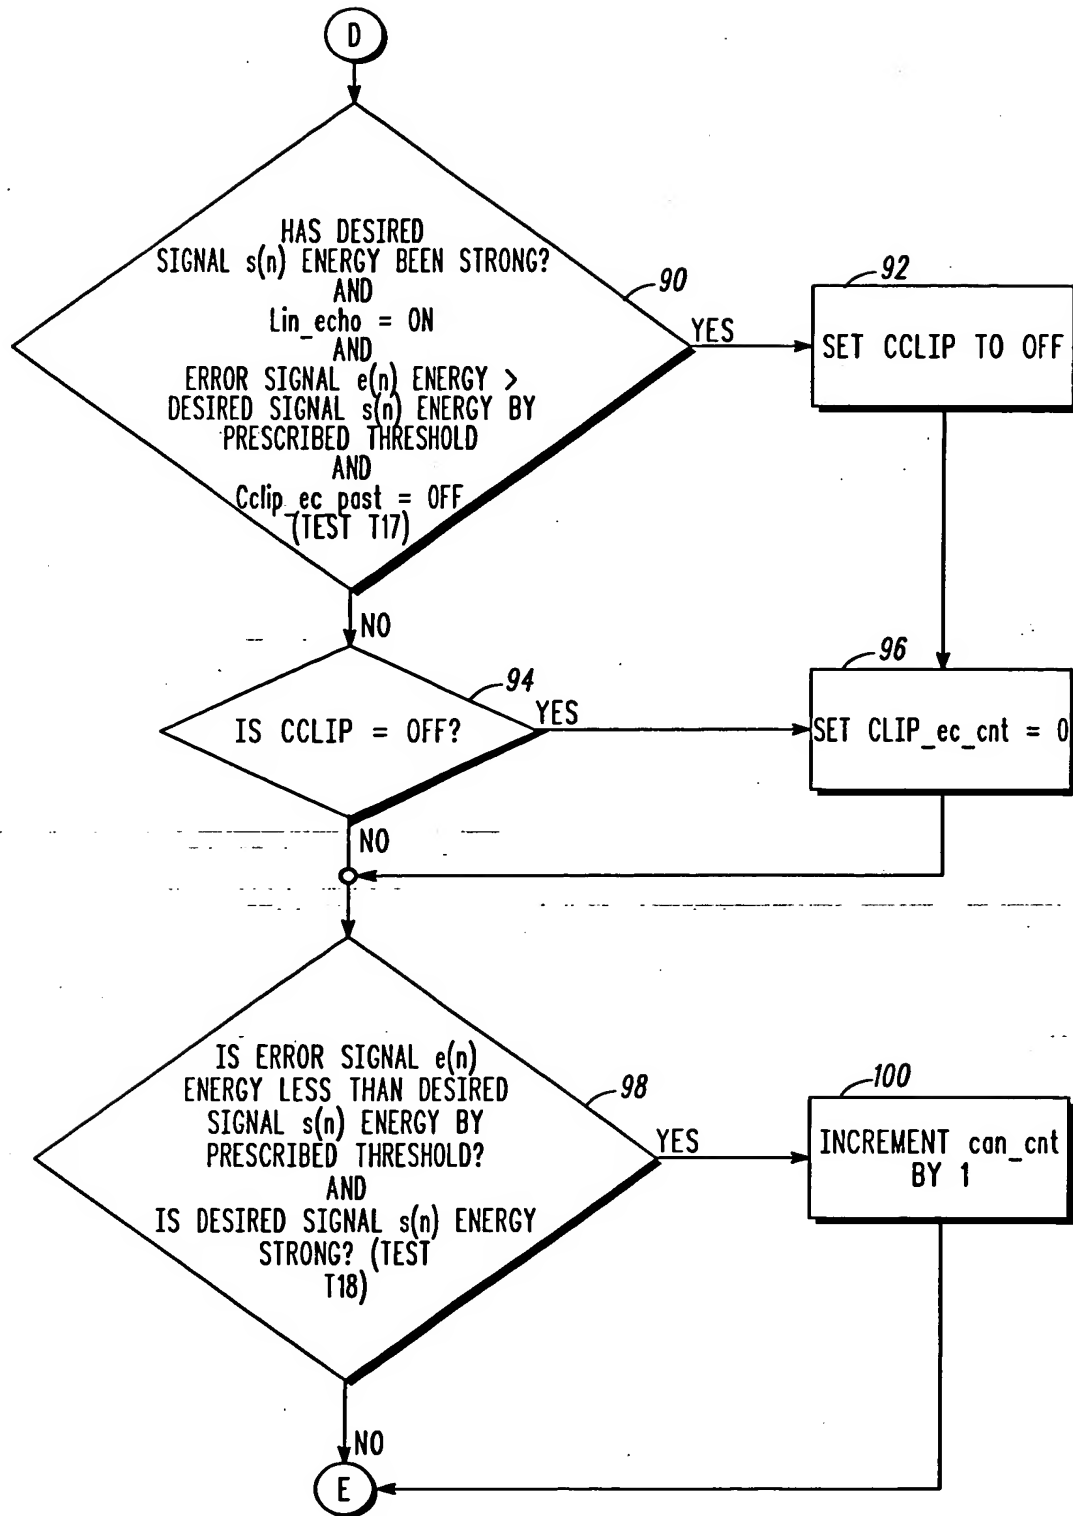 D
HAS DESIRED
SIGNAL s(n) ENERGY BEEN STRONG?
AND
Lin_echo = ON
AND
ERROR SIGNAL e(n) ENERGY >
DESIRED SIGNAL s(n) ENERGY BY
PRESCRIBED THRESHOLD
AND
Cclip_ec_past = OFF
(TEST T17)
90
YES
92
SET CCLIP TO OFF
NO
IS CCLIP = OFF?
94
YES
96
SET CLIP_ec_cnt = 0
NO
IS ERROR SIGNAL e(n)
ENERGY LESS THAN DESIRED
SIGNAL s(n) ENERGY BY
PRESCRIBED THRESHOLD?
AND
IS DESIRED SIGNAL s(n) ENERGY
STRONG? (TEST
T18)
98
YES
100
INCREMENT can_cnt
BY 1
NO
E